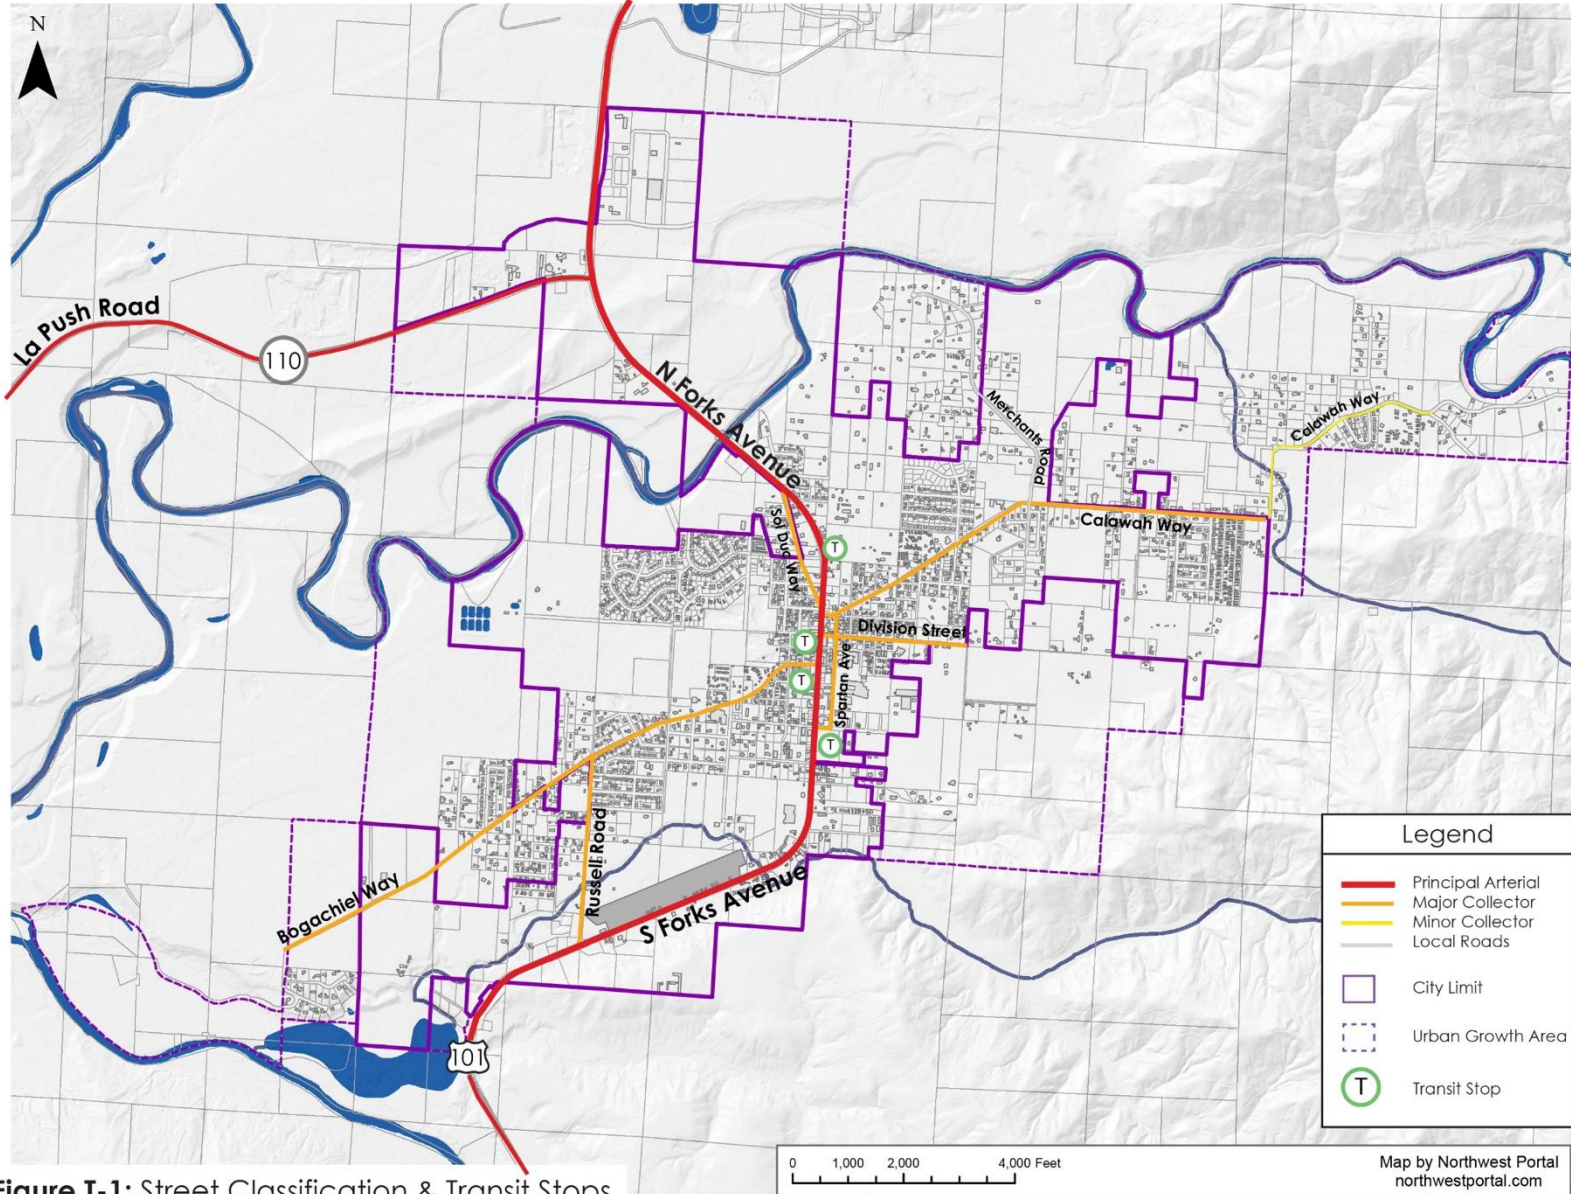 N
La Push Road
110
N Forks Avenue
Merchants
Road
Calawah Way
Calawah Way
Sol Duc Way
T
Division Street
T
T
Spartan Ave
T
Russell Road
Bogachiel Way
S Forks Avenue
101
Legend
Principal Arterial
Major Collector
Minor Collector
Local Roads
City Limit
Urban Growth Area
T
Transit Stop
0 1,000 2,000 4,000 Feet
Map by Northwest Portal
northwestportal.com
Figure T-1: Street Classification & Transit Stops